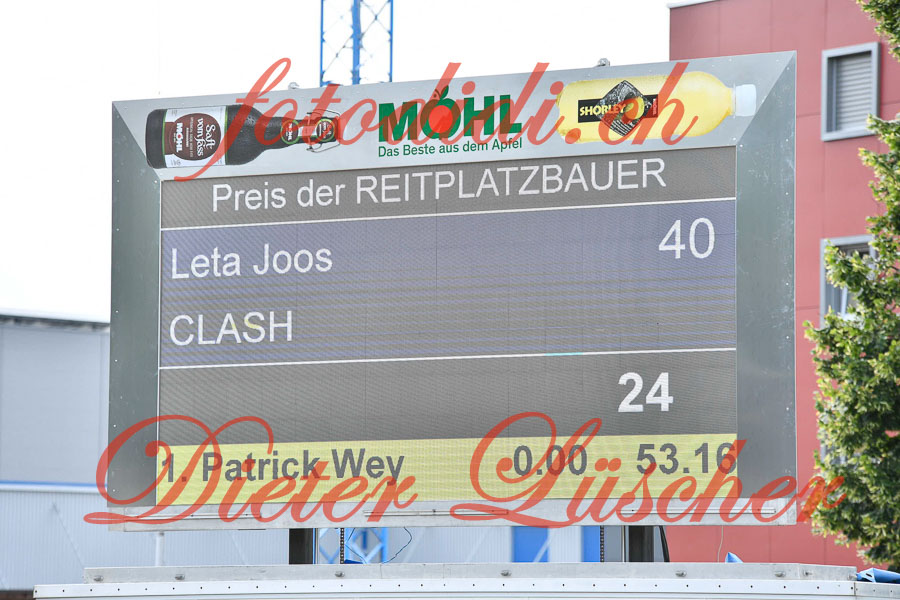 fotodidi.ch
Saft vom Fass
MÖHL
MÖHL
SHORLEY
Das Beste aus dem Apfel
Preis der REITPLATZBAUER
Leta Joos 40
CLASH
24
1. Patrick Wey 0.00 53.16
Dieter Lüscher